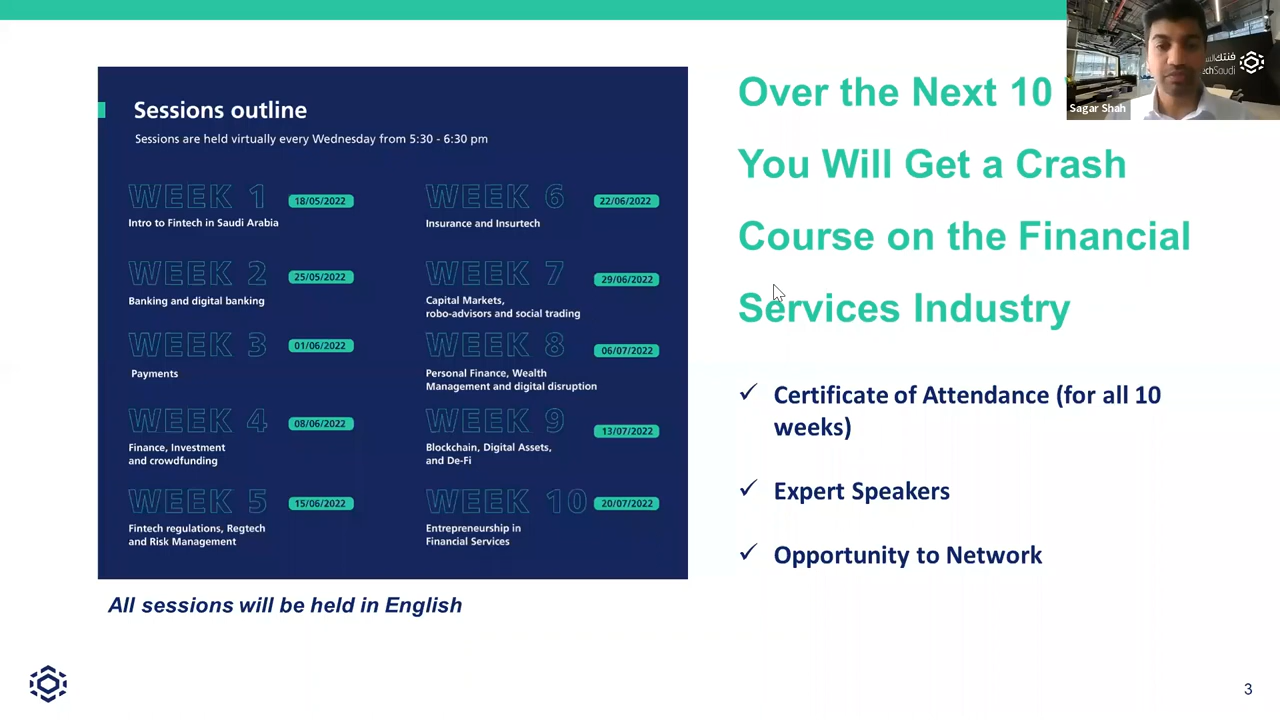 Sessions outline
Sessions are held virtually every Wednesday from 5:30 - 6:30 pm
WEEK 1
18/05/2022
Intro to Fintech in Saudi Arabia
WEEK 2
25/05/2022
Banking and digital banking
WEEK 3
01/06/2022
Payments
WEEK 4
08/06/2022
Finance, Investment
and crowdfunding
WEEK 5
15/06/2022
Fintech regulations, Regtech
and Risk Management
WEEK 6
22/06/2022
Insurance and Insurtech
WEEK 7
29/06/2022
Capital Markets,
robo-advisors and social trading
WEEK 8
06/07/2022
Personal Finance, Wealth
Management and digital disruption
WEEK 9
13/07/2022
Blockchain, Digital Assets,
and De-Fi
WEEK 10
20/07/2022
Entrepreneurship in
Financial Services
All sessions will be held in English
Over the Next 10
You Will Get a Crash
Course on the Financial
Services Industry
✓ Certificate of Attendance (for all 10
weeks)
✓ Expert Speakers
✓ Opportunity to Network
Sagar Shah
3